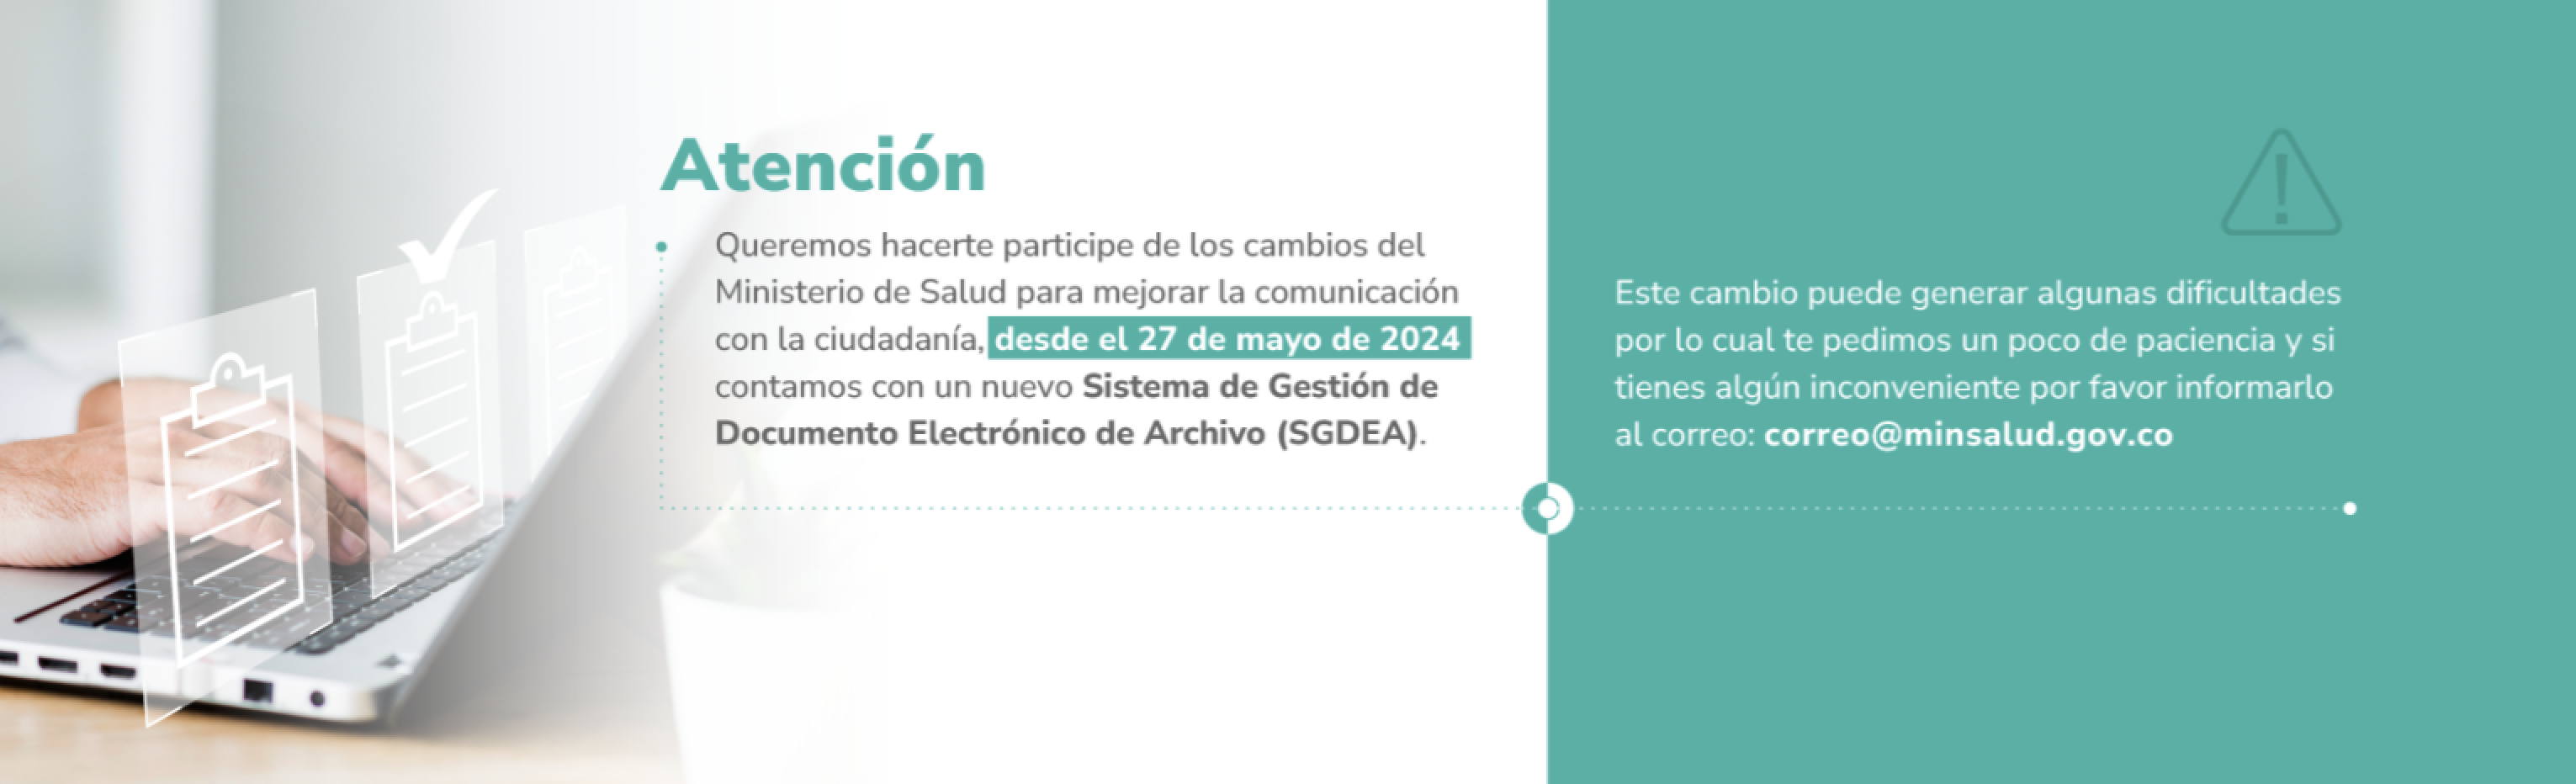 Atención
Queremos hacerte participe de los cambios del
Ministerio de Salud para mejorar la comunicación
con la ciudadanía, desde el 27 de mayo de 2024
contamos con un nuevo Sistema de Gestión de
Documento Electrónico de Archivo (SGDEA).
Este cambio puede generar algunas dificultades
por lo cual te pedimos un poco de paciencia y si
tienes algún inconveniente por favor informarlo
al correo: correo@minsalud.gov.co